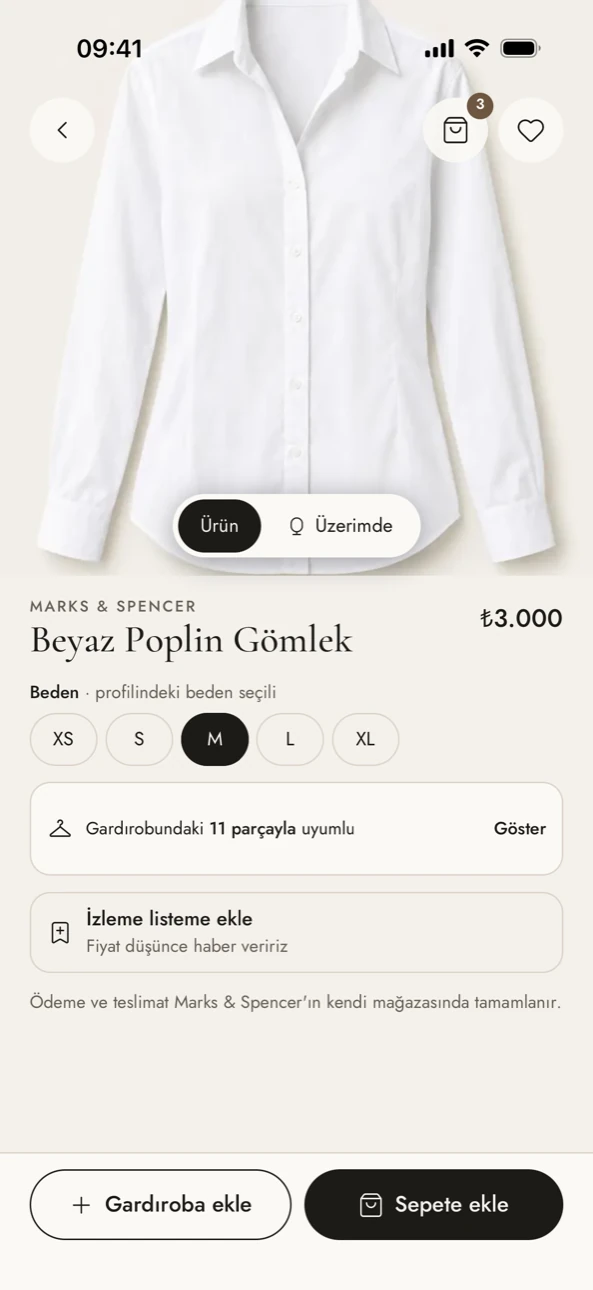 09:41
3
Ürün
Üzerimde
MARKS & SPENCER
₺3.000
Beyaz Poplin Gömlek
Beden · profilindeki beden seçili
XS
S
M
L
XL
Gardırobundaki 11 parçayla uyumlu
Göster
İzleme listeme ekle
Fiyat düşünce haber veririz
Ödeme ve teslimat Marks & Spencer'ın kendi mağazasında tamamlanır.
Gardıroba ekle
Sepete ekle